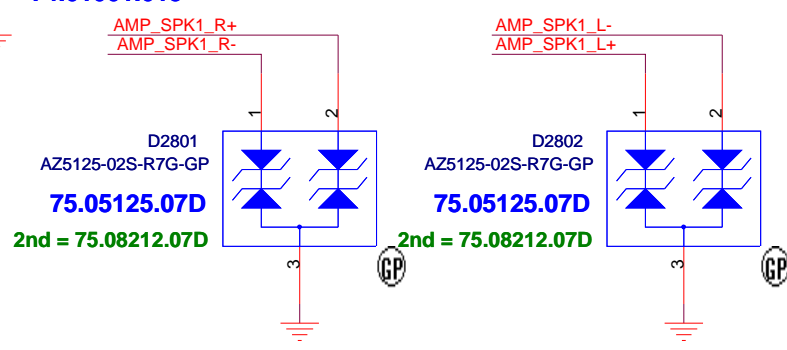 AMP_SPK1_R+
AMP_SPK1_R-
AMP_SPK1_L-
AMP_SPK1_L+
1
2
1
2
D2801
AZ5125-02S-R7G-GP
75.05125.07D
2nd = 75.08212.07D
D2802
AZ5125-02S-R7G-GP
75.05125.07D
2nd = 75.08212.07D
3
GP
3
GP